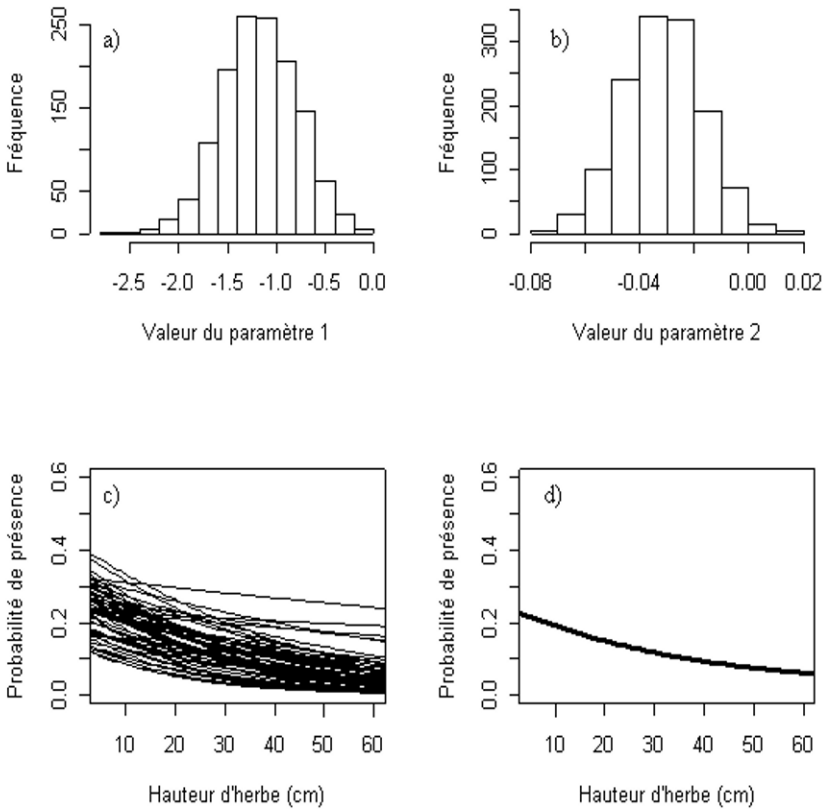 a)
Fréquence
250
150
50
0
-2.5 -2.0 -1.5 -1.0 -0.5 0.0
Valeur du paramètre 1
b)
Fréquence
300
100
0
-0.08 -0.04 0.00 0.02
Valeur du paramètre 2
c)
Probabilité de présence
0.6
0.4
0.2
0.0
10 20 30 40 50 60
Hauteur d'herbe (cm)
d)
Probabilité de présence
0.6
0.4
0.2
0.0
10 20 30 40 50 60
Hauteur d'herbe (cm)